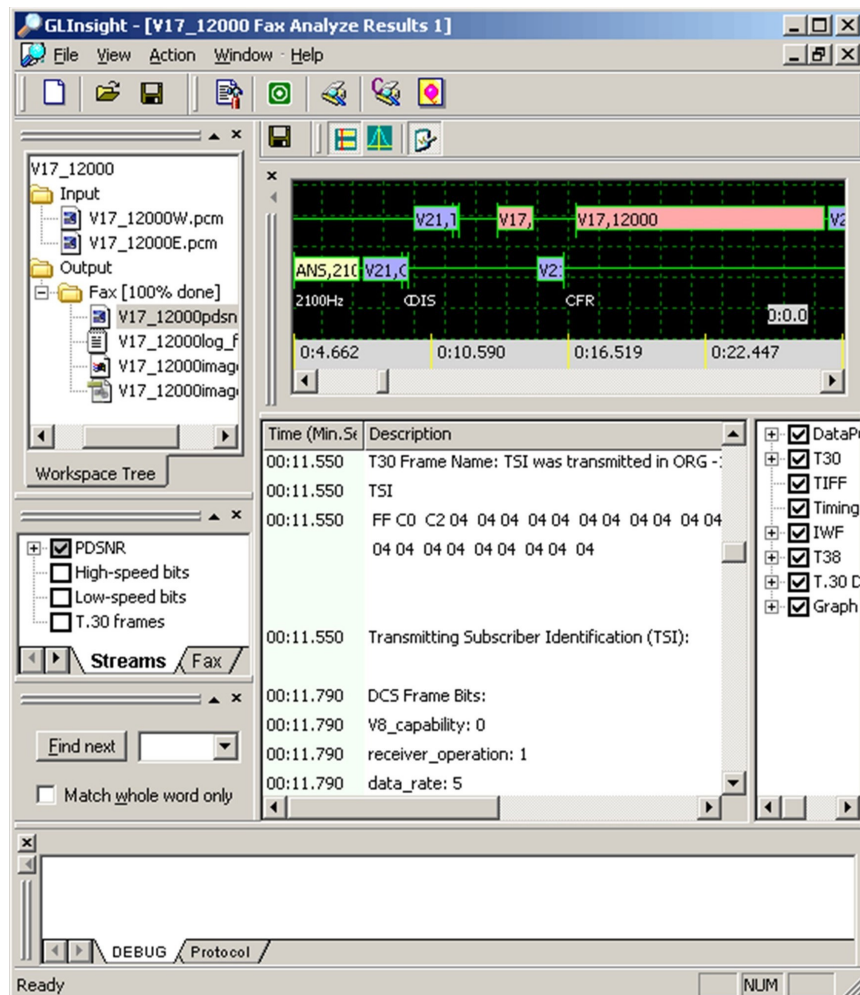 GLInsight - [V17_12000 Fax Analyze Results 1]
File View Action Window Help
V17_12000
Input
V17_12000W.pcm
V17_12000E.pcm
Output
Fax [100% done]
V17_12000pdsn
V17_12000log_f
V17_12000imag
V17_12000imag
Workspace Tree
PDSNR
High-speed bits
Low-speed bits
T.30 frames
Streams Fax
Find next
Match whole word only
V21, V17, V17,12000 V2
ANS,210 V21,C V2
2100Hz DIS CFR
0:0.0
0:4.662 0:10.590 0:16.519 0:22.447
Time (Min.Se Description
00:11.550 T30 Frame Name: TSI was transmitted in ORG -
00:11.550 TSI
00:11.550 FF C0 C2 04 04 04 04 04 04 04 04 04 04 04
04 04 04 04 04 04 04 04 04
00:11.550 Transmitting Subscriber Identification (TSI):
00:11.790 DCS Frame Bits:
00:11.790 V8_capability: 0
00:11.790 receiver_operation: 1
00:11.790 data_rate: 5
DataP
T30
TIFF
Timing
IWF
T38
T.30 D
Graph
DEBUG Protocol
Ready NUM